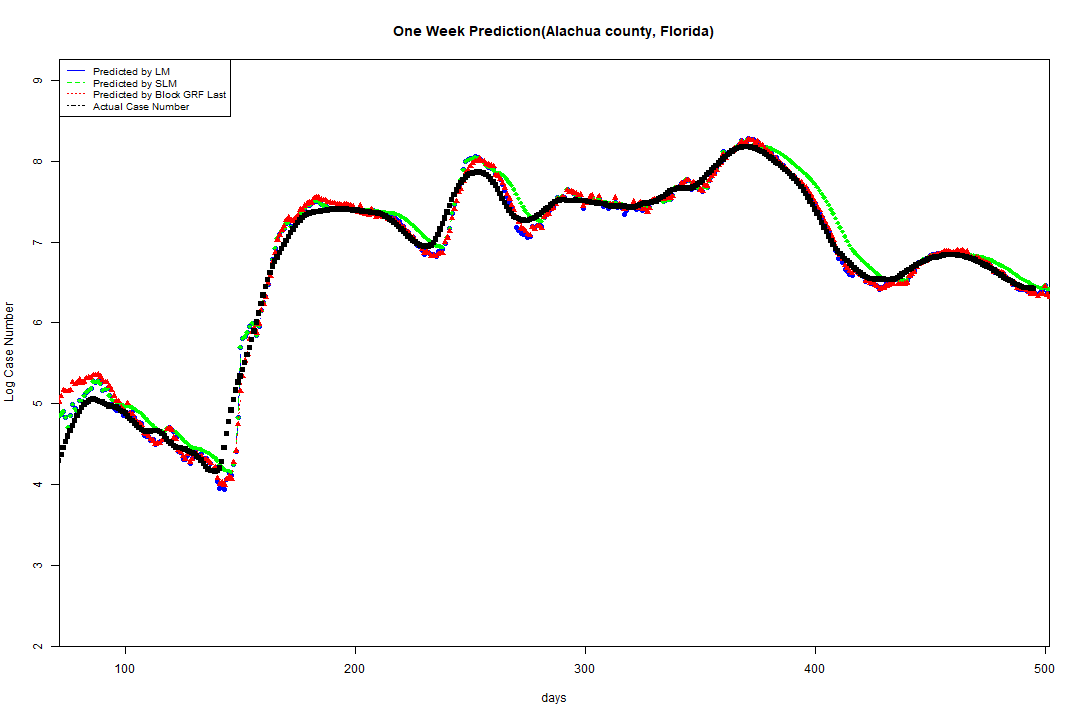 One Week Prediction(Alachua county, Florida)
Predicted by LM
Predicted by SLM
Predicted by Block GRF Last
Actual Case Number
9
8
7
6
5
4
3
2
Log Case Number
100 200 300 400 500
days